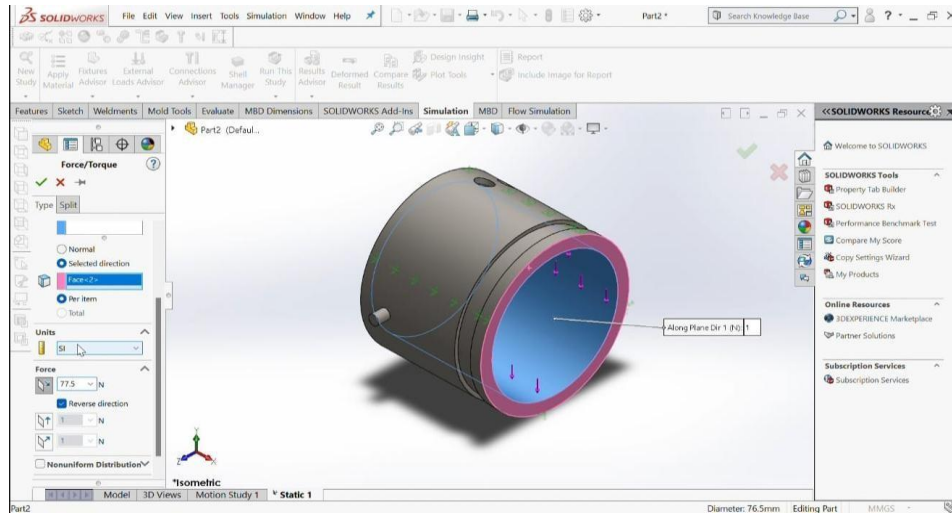 SOLIDWORKS File Edit View Insert Tools Simulation Window Help Part2 * Search Knowledge Base
New Study
Apply Material
Fixtures Advisor
External Loads Advisor
Connections Advisor
Shell Manager
Run This Study
Results Advisor
Deformed Result
Compare Results
Design Insight
Plot Tools
Report
Include Image for Report
Features Sketch Weldments Mold Tools Evaluate MBD Dimensions SOLIDWORKS Add-Ins Simulation MBD Flow Simulation
Part2 (Defaul...
Force/Torque
Type Split
Normal
Selected direction
Face<2>
Per item
Total
Units
SI
Force
77.5 N
Reverse direction
1 N
1 N
Nonuniform Distribution
Along Plane Dir 1 (N): 1
Y
Z X
*Isometric
Model 3D Views Motion Study 1 Static 1
Part2 Diameter: 76.5mm Editing Part MMGS
<<SOLIDWORKS Resource
Welcome to SOLIDWORKS
SOLIDWORKS Tools
Property Tab Builder
SOLIDWORKS Rx
Performance Benchmark Test
Compare My Score
Copy Settings Wizard
My Products
Online Resources
3DEXPERIENCE Marketplace
Partner Solutions
Subscription Services
Subscription Services